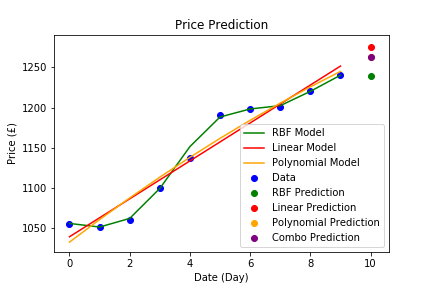 Price Prediction
1250
1200
1150
1100
1050
Price (£)
0
2
4
6
8
10
Date (Day)
RBF Model
Linear Model
Polynomial Model
Data
RBF Prediction
Linear Prediction
Polynomial Prediction
Combo Prediction